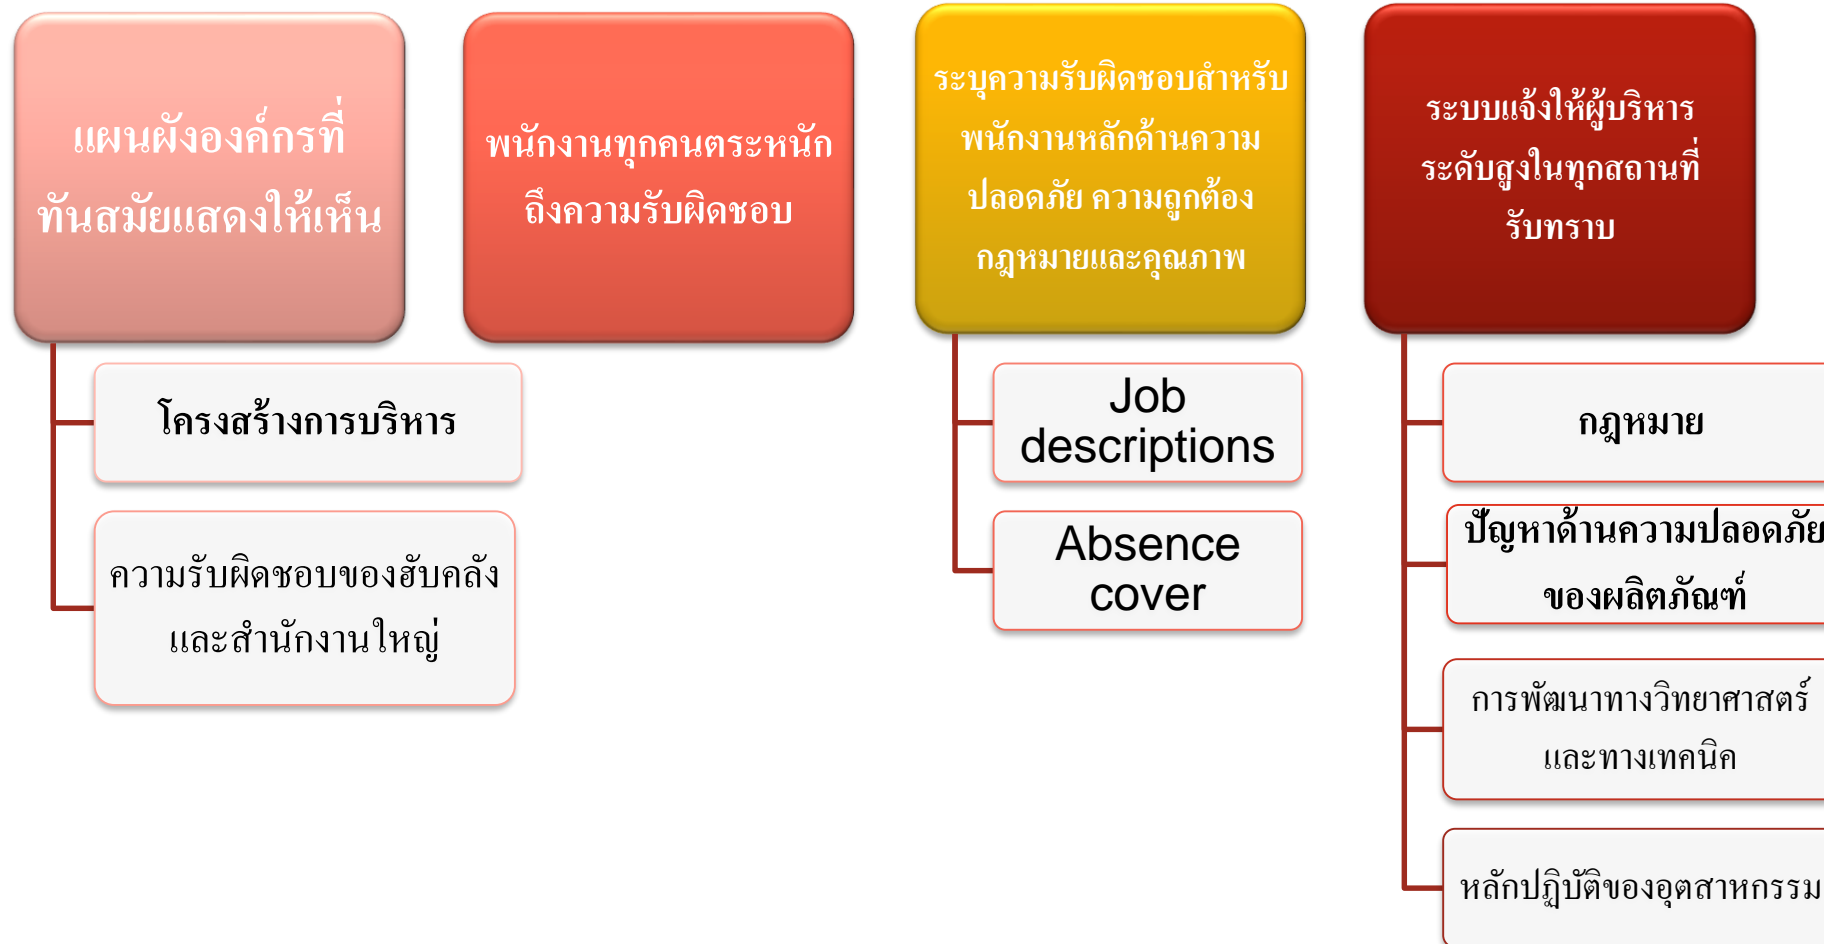 แผนผังองค์กรที่
ทันสมัยแสดงให้เห็น
โครงสร้างการบริหาร
ความรับผิดชอบของฮับคลัง
และสำนักงานใหญ่
พนักงานทุกคนตระหนัก
ถึงความรับผิดชอบ
ระบุความรับผิดชอบสำหรับ
พนักงานหลักด้านความ
ปลอดภัย ความถูกต้อง
กฎหมายและคุณภาพ
Job
descriptions
Absence
cover
ระบบแจ้งให้ผู้บริหาร
ระดับสูงในทุกสถานที่
รับทราบ
กฎหมาย
ปัญหาด้านความปลอดภัย
ของผลิตภัณฑ์
การพัฒนาทางวิทยาศาสตร์
และทางเทคนิค
หลักปฏิบัติของอุตสาหกรรม